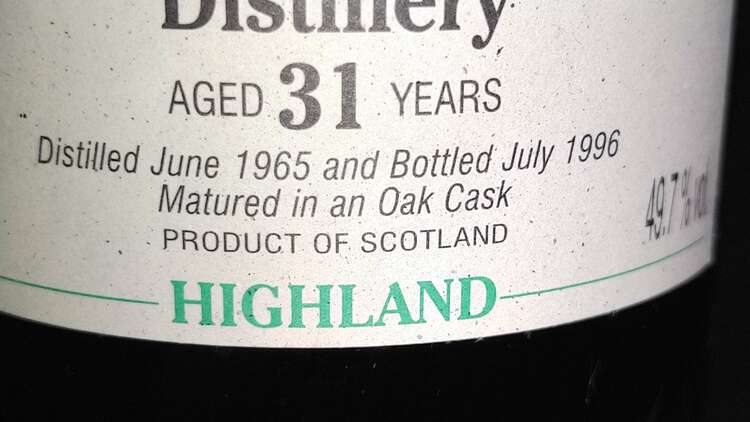 Distillery
AGED 31 YEARS
Distilled June 1965 and Bottled July 1996
Matured in an Oak Cask
49.7% vol
PRODUCT OF SCOTLAND
HIGHLAND